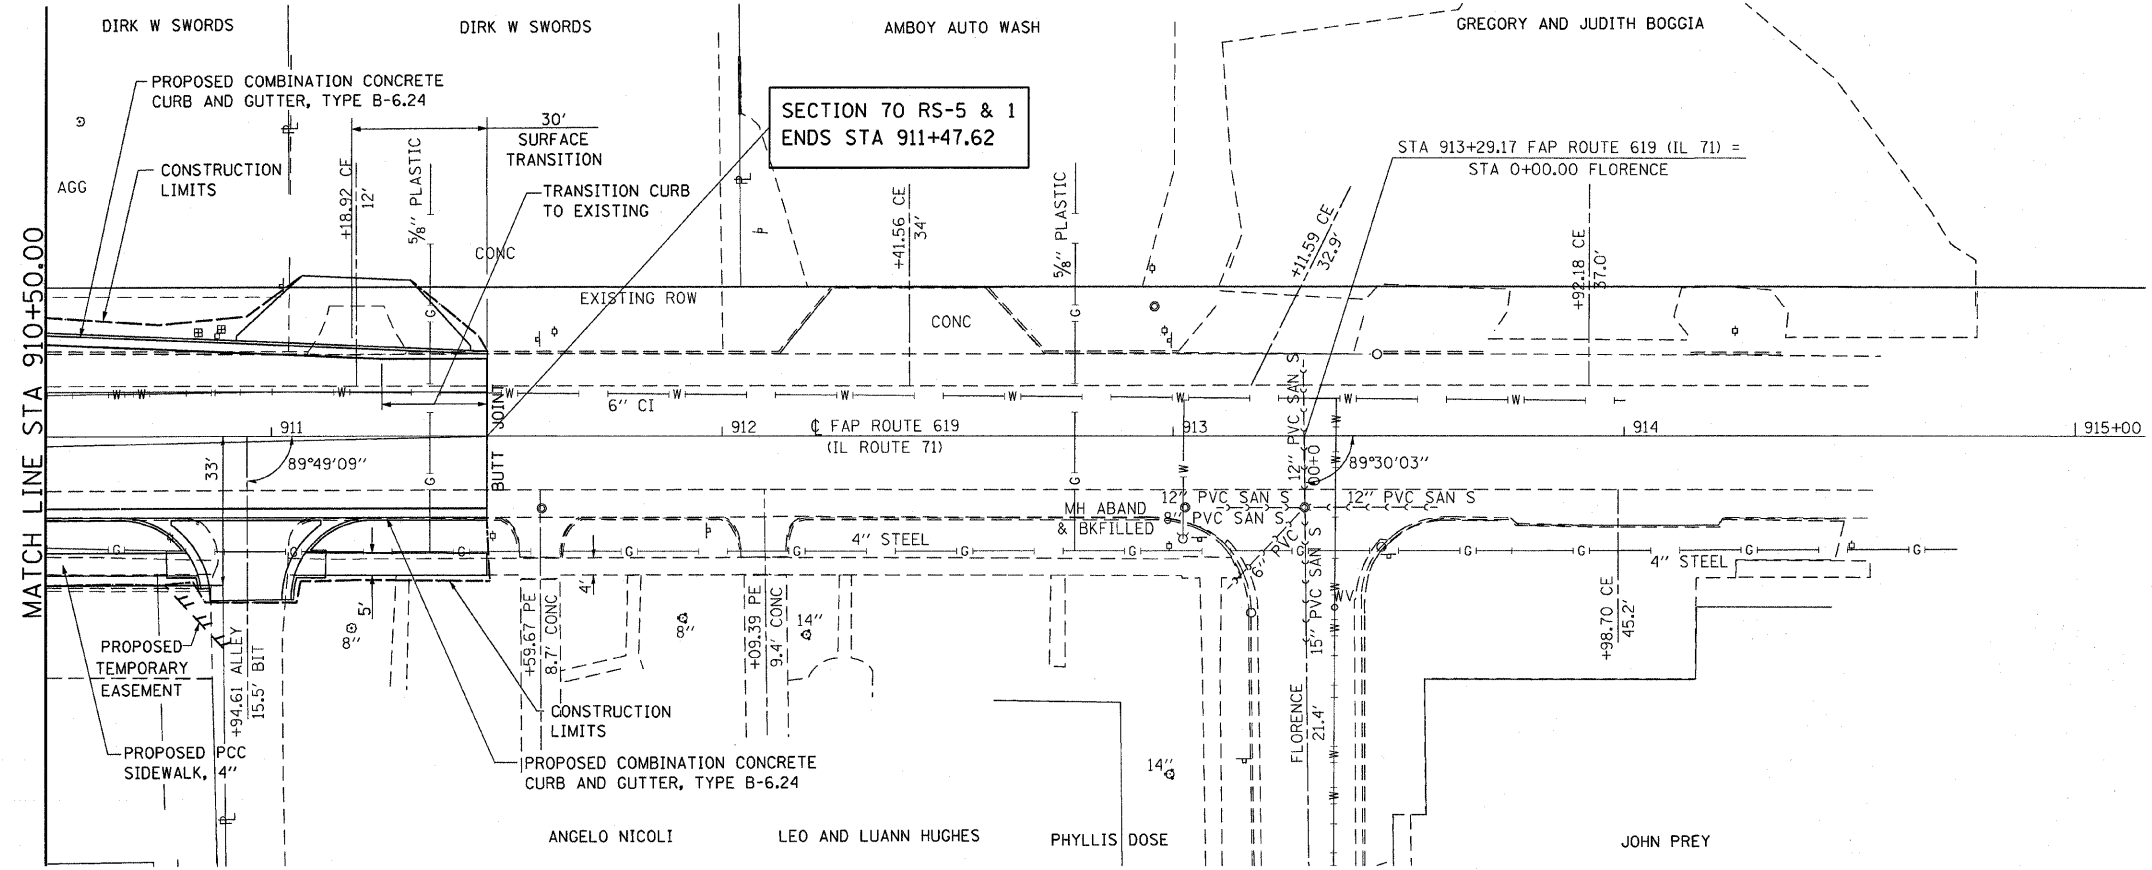 DIRK W SWORDS
DIRK W SWORDS
AMBOY AUTO WASH
GREGORY AND JUDITH BOGGIA
PROPOSED COMBINATION CONCRETE
CURB AND GUTTER, TYPE B-6.24
30'
SURFACE
TRANSITION
SECTION 70 RS-5 & 1
ENDS STA 911+47.62
STA 913+29.17 FAP ROUTE 619 (IL 71) =
STA 0+00.00 FLORENCE
CONSTRUCTION
LIMITS
AGG
TRANSITION CURB
TO EXISTING
+18.92 CE
12'
5/8" PLASTIC
CONC
+41.56 CE
34'
5/8" PLASTIC
+11.59 CE
32.9'
+92.18 CE
37.0'
EXISTING ROW
CONC
MATCH LINE STA 910+50.00
G
G
W W
W
W
6" CI
W
W
W
W
W
W
BUTT JOINT
12" PVC SAN S
W
911
912
℄ FAP ROUTE 619
(IL ROUTE 71)
913
914
915+00
33'
89°49'09"
G
G
W
0+00
89°30'03"
W
12" PVC SAN S
12" PVC SAN S
MH ABAND
& BKFILLED
8" PVC SAN S
4" STEEL
4" STEEL
G
G
G
G
G
G
G
G
G
G
G
G
G
6" PVC
15" PVC SAN S
WV
W
W
W
W
4'
5'
8"
8"
14"
14"
PROPOSED
TEMPORARY
EASEMENT
+94.61 ALLEY
15.5' BIT
+59.67 PE
8.7' CONC
+09.39 PE
9.4' CONC
+98.70 CE
45.2'
FLORENCE
21.4'
CONSTRUCTION
LIMITS
PROPOSED PCC
SIDEWALK, 4"
PROPOSED COMBINATION CONCRETE
CURB AND GUTTER, TYPE B-6.24
ANGELO NICOLI
LEO AND LUANN HUGHES
PHYLLIS DOSE
JOHN PREY